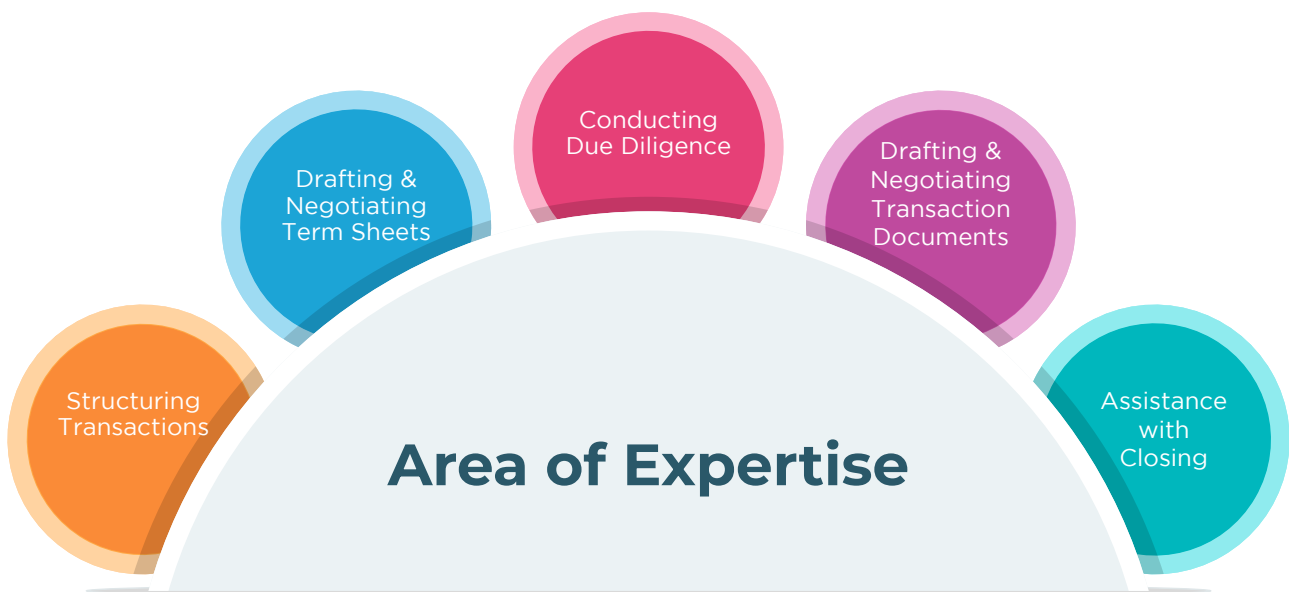 Structuring
Transactions
Drafting &
Negotiating
Term Sheets
Conducting
Due Diligence
Drafting &
Negotiating
Transaction
Documents
Assistance
with
Closing
Area of Expertise